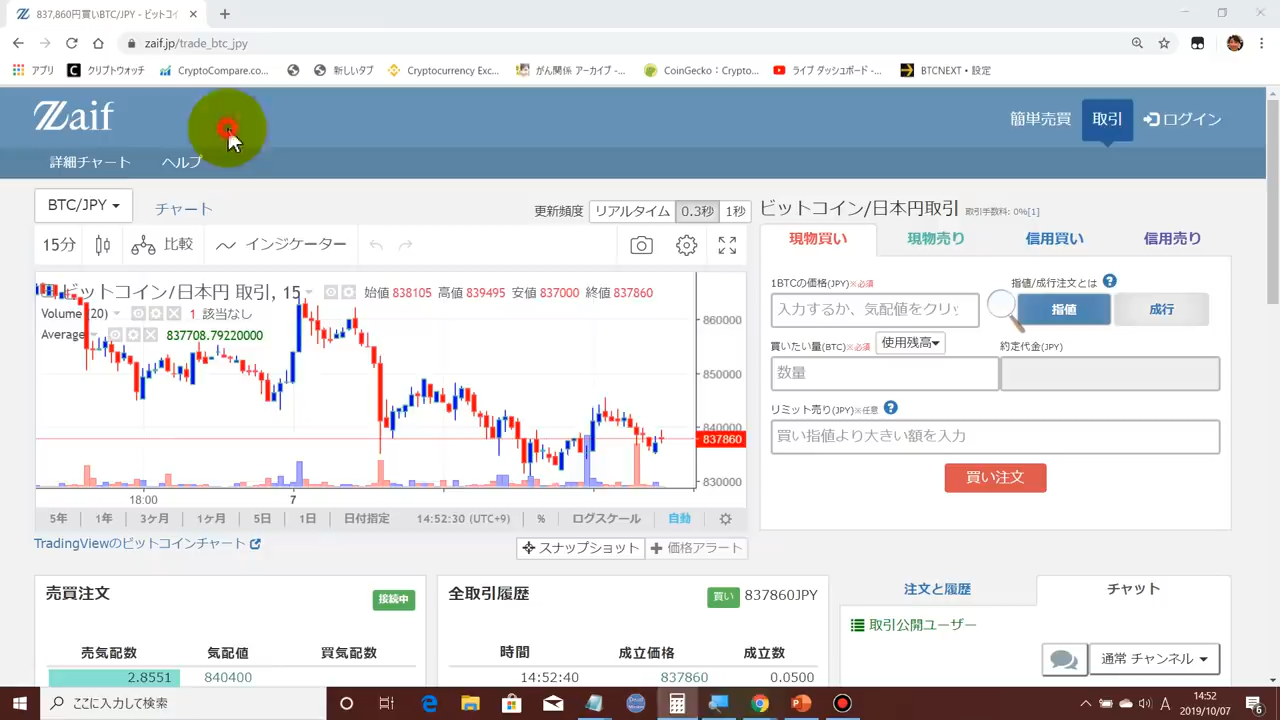 837,860円買いBTC/JPY - ビットコイ
zaif.jp/trade_btc_jpy
アプリ クリプトウォッチ CryptoCompare.co... 新しいタブ Cryptocurrency Exc... がん関係 アーカイブ -... CoinGecko：Crypto... ライブ ダッシュボード -... BTCNEXT・設定
Zaif
簡単売買 取引 ログイン
詳細チャート ヘルプ
BTC/JPY チャート
更新頻度 リアルタイム 0.3秒 1秒
ビットコイン/日本円取引 取引手数料: 0%[1]
現物買い 現物売り 信用買い 信用売り
15分 比較 インジケーター
ビットコイン/日本円 取引, 15 始値 838105 高値 839495 安値 837000 終値 837860
Volume (20) 1 該当なし
Average 837708.79220000
860000
850000
840000
837860
830000
18:00 7
5年 1年 3ヶ月 1ヶ月 5日 1日 日付指定 14:52:30 (UTC+9) % ログスケール 自動
TradingViewのビットコインチャート
スナップショット 価格アラート
1BTCの価格(JPY)※必須 指値/成行注文とは
入力するか、気配値をクリッ
指値 成行
買いたい量(BTC)※必須 使用残高 約定代金(JPY)
数量
リミット売り(JPY)※任意
買い指値より大きい額を入力
買い注文
売買注文 接続中
売気配数 気配値 買気配数
2.8551 840400
全取引履歴 買い 837860JPY
時間 成立価格 成立数
14:52:40 837860 0.0500
注文と履歴 チャット
取引公開ユーザー
通常 チャンネル
ここに入力して検索
A 14:52
2019/10/07
6